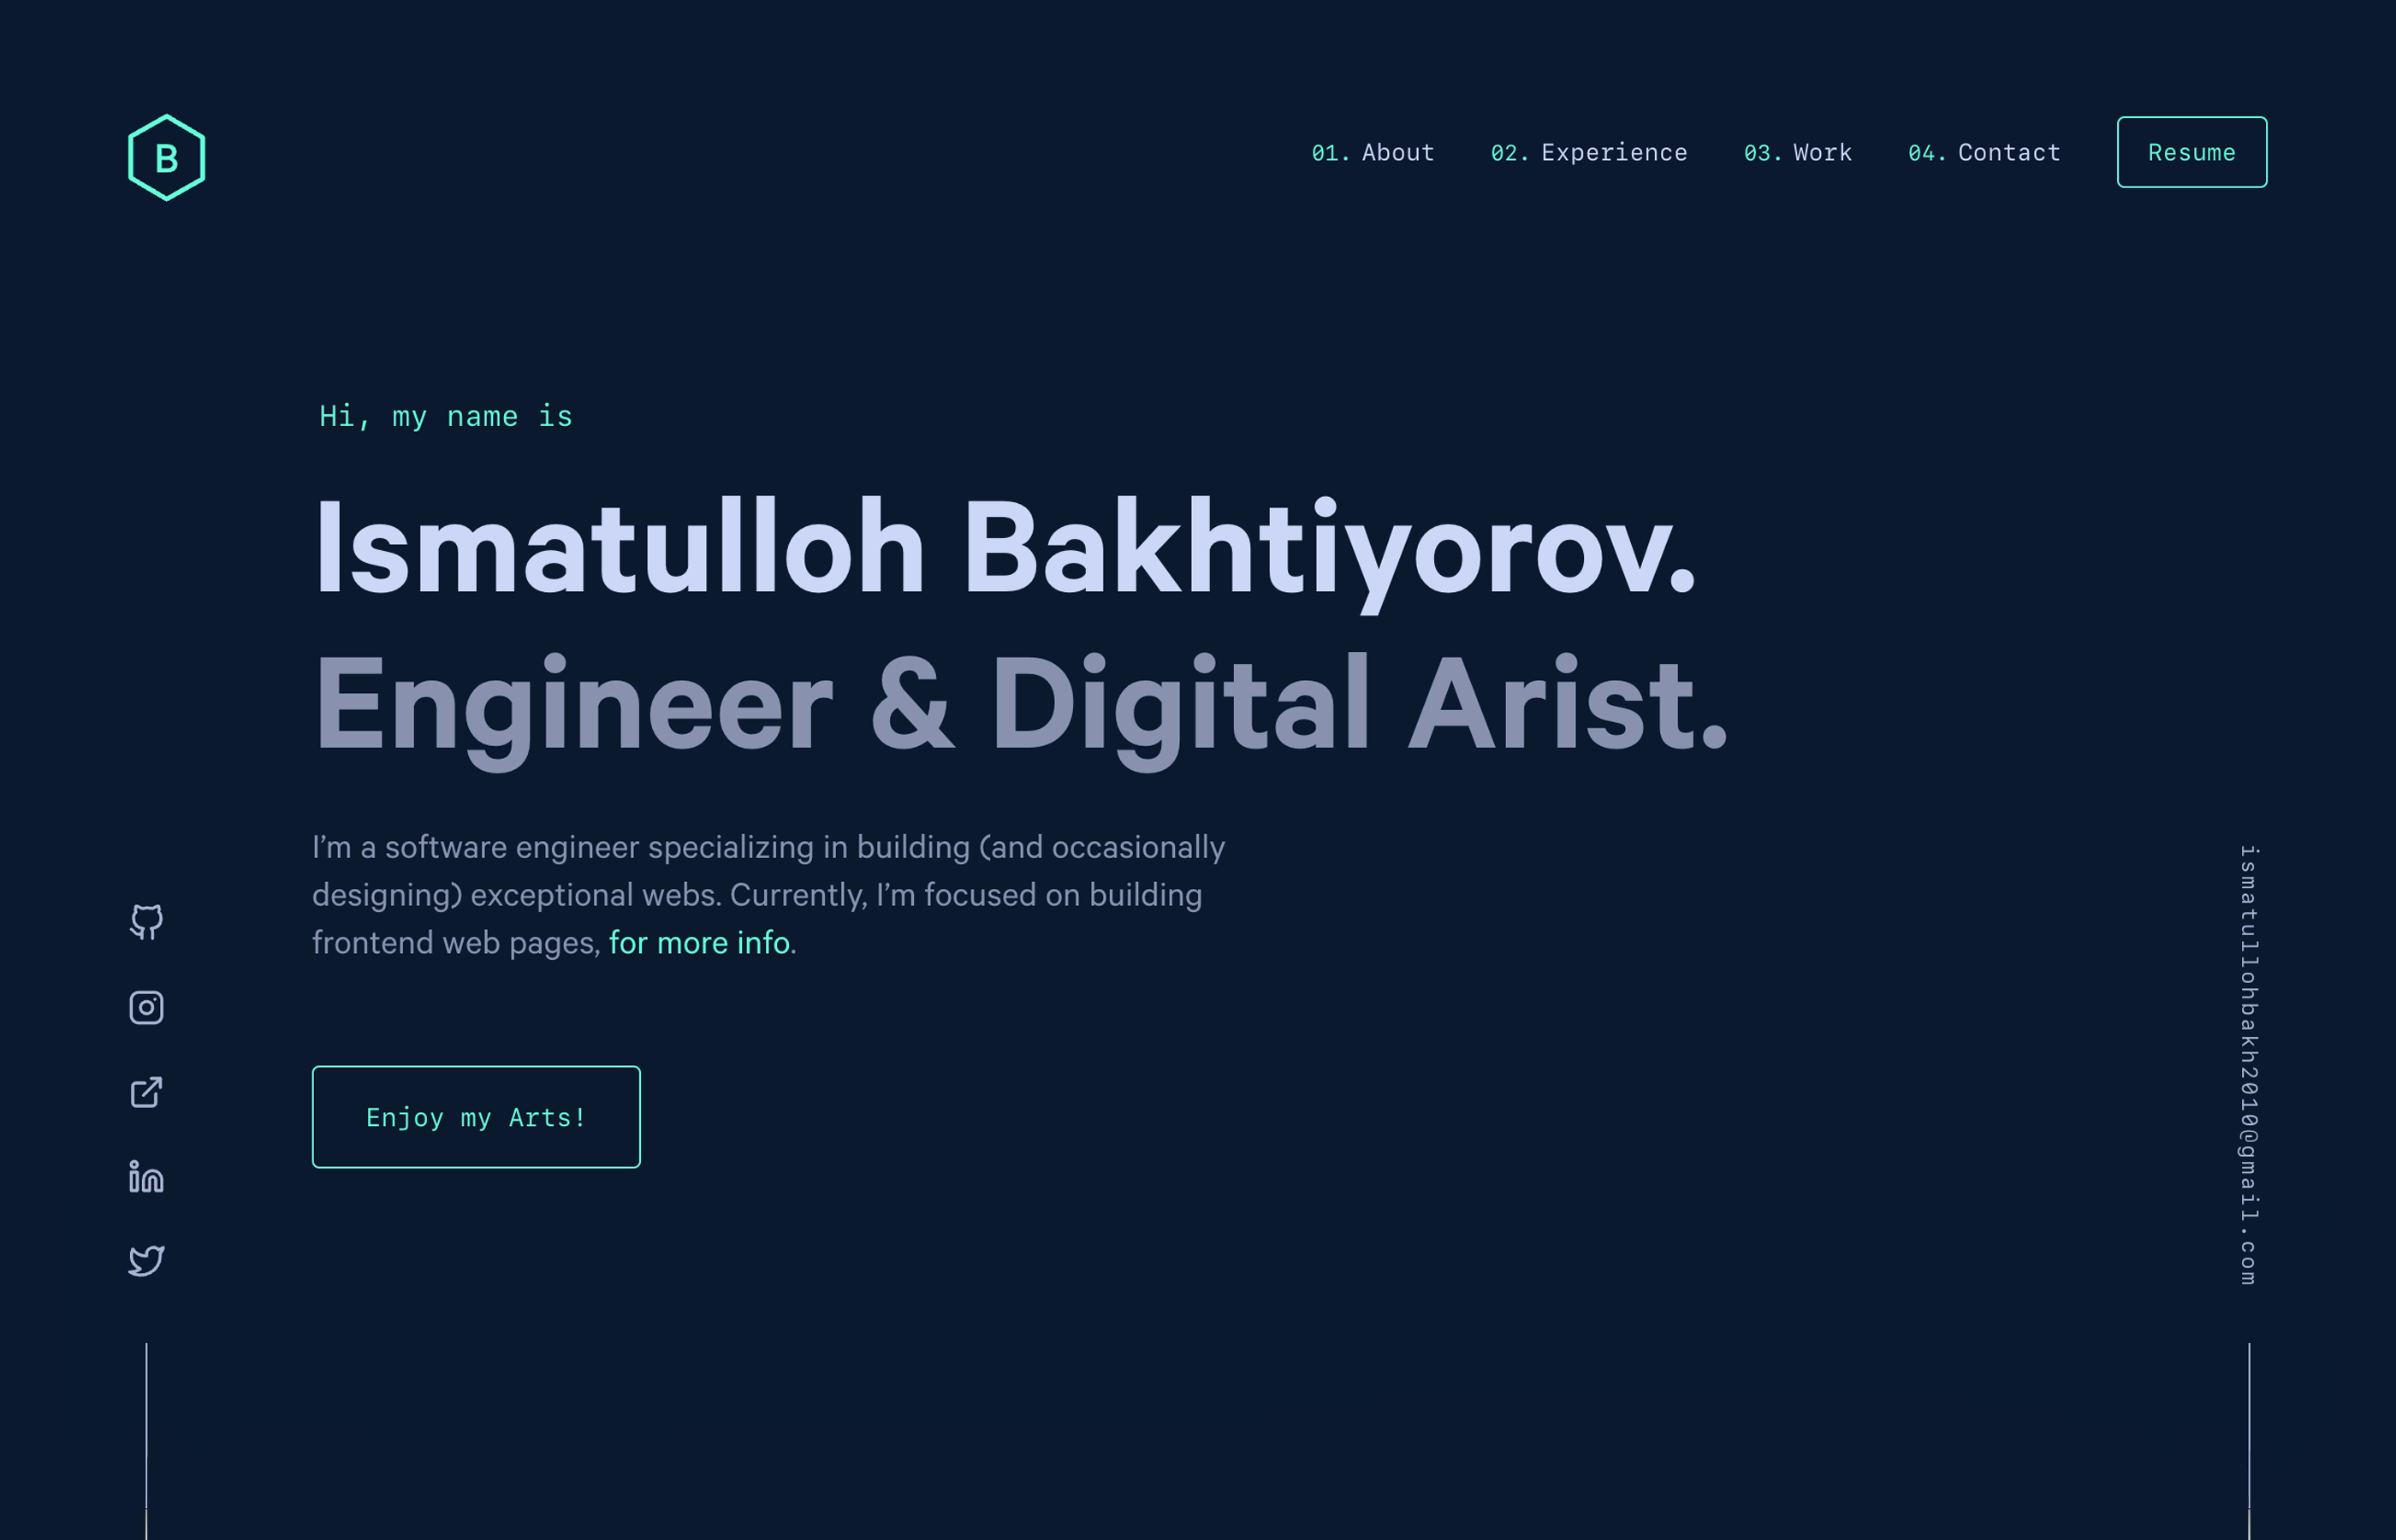 B
01. About 02. Experience 03. Work 04. Contact Resume
Hi, my name is
Ismatulloh Bakhtiyorov.
Engineer & Digital Arist.
I’m a software engineer specializing in building (and occasionally
designing) exceptional webs. Currently, I’m focused on building
frontend web pages, for more info.
Enjoy my Arts!
ismatullohbakh2010@gmail.com